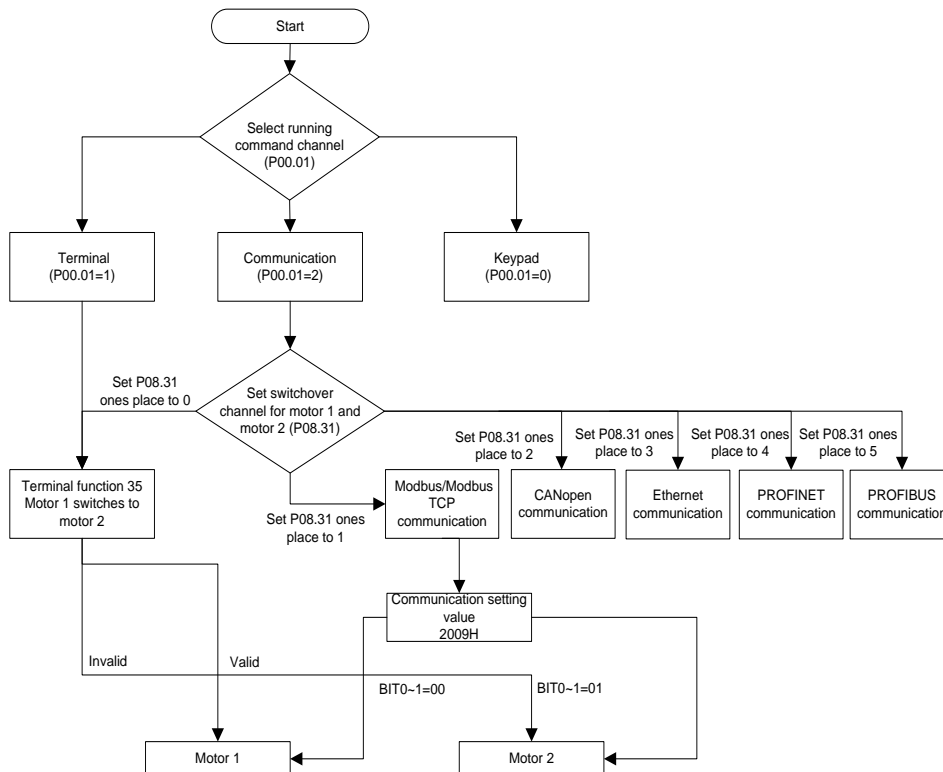 Start
Select running
command channel
(P00.01)
Terminal
(P00.01=1)
Communication
(P00.01=2)
Keypad
(P00.01=0)
Set P08.31
ones place to 0
Set switchover
channel for motor 1 and
motor 2 (P08.31)
Set P08.31 ones
place to 2
Set P08.31 ones
place to 3
Set P08.31 ones
place to 4
Set P08.31 ones
place to 5
Terminal function 35
Motor 1 switches to
motor 2
Set P08.31 ones
place to 1
Modbus/Modbus
TCP
communication
CANopen
communication
Ethernet
communication
PROFINET
communication
PROFIBUS
communication
Communication setting
value
2009H
Invalid
Valid
BIT0~1=00
BIT0~1=01
Motor 1
Motor 2